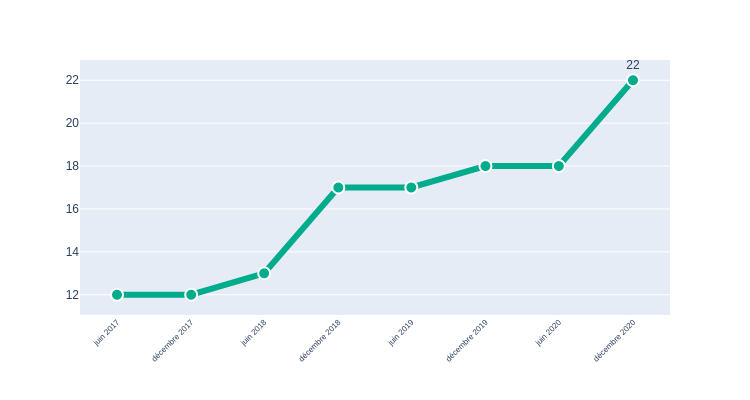 22
22
20
18
16
14
12
juin 2017
décembre 2017
juin 2018
décembre 2018
juin 2019
décembre 2019
juin 2020
décembre 2020